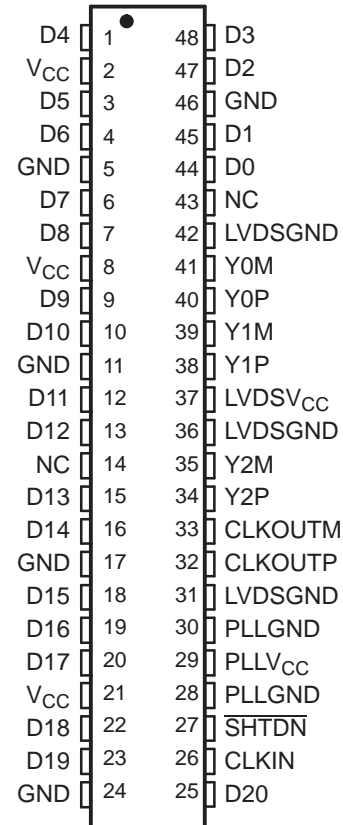 D4 1 48 D3
VCC 2 47 D2
D5 3 46 GND
D6 4 45 D1
GND 5 44 D0
D7 6 43 NC
D8 7 42 LVDSGND
VCC 8 41 Y0M
D9 9 40 Y0P
D10 10 39 Y1M
GND 11 38 Y1P
D11 12 37 LVDSVCC
D12 13 36 LVDSGND
NC 14 35 Y2M
D13 15 34 Y2P
D14 16 33 CLKOUTM
GND 17 32 CLKOUTP
D15 18 31 LVDSGND
D16 19 30 PLLGND
D17 20 29 PLLVCC
VCC 21 28 PLLGND
D18 22 27 SHTDN
D19 23 26 CLKIN
GND 24 25 D20